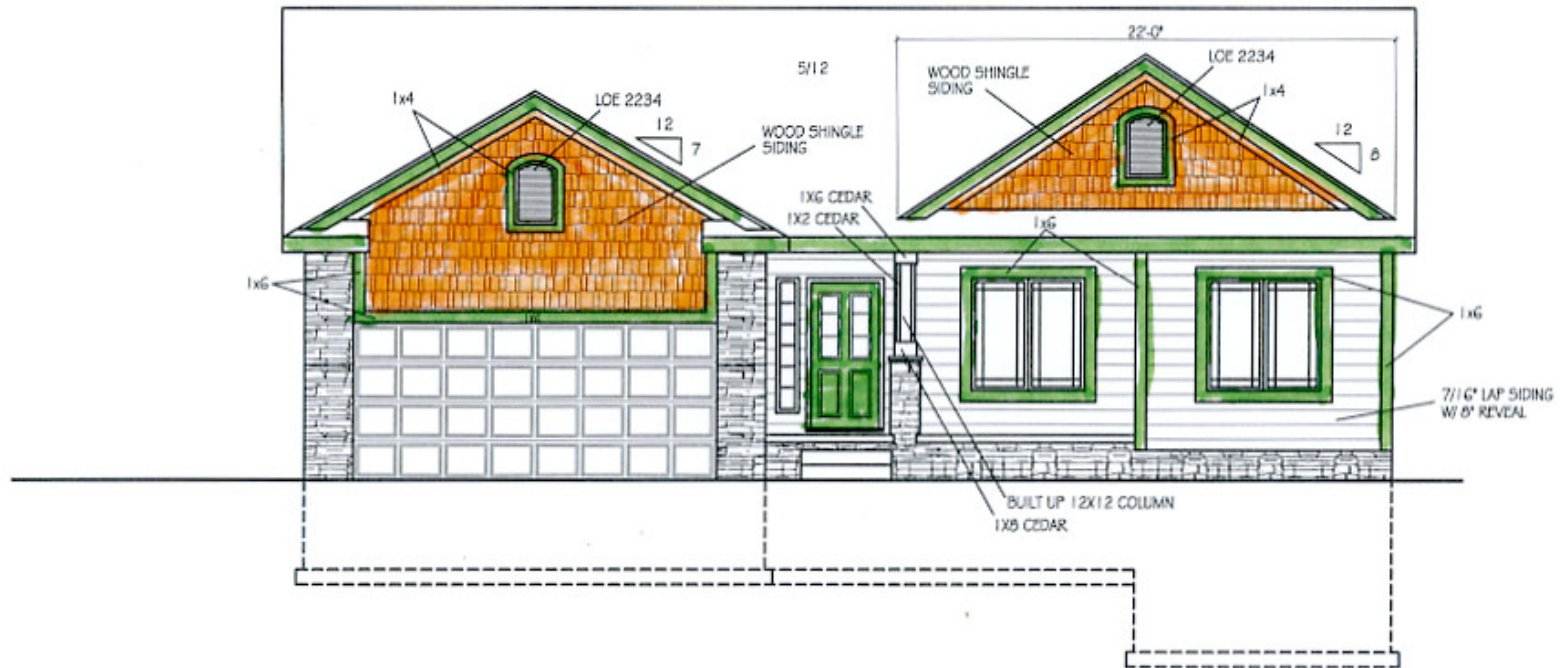 22'-0"
5/12
LOE 2234
WOOD SHINGLE
SIDING
1x4
12
8
1x4
LOE 2234
12
7
WOOD SHINGLE
SIDING
1X6 CEDAR
1X2 CEDAR
1x6
1x6
1x6
7/16" LAP SIDING
W/ 8" REVEAL
BUILT UP 12X12 COLUMN
1X8 CEDAR